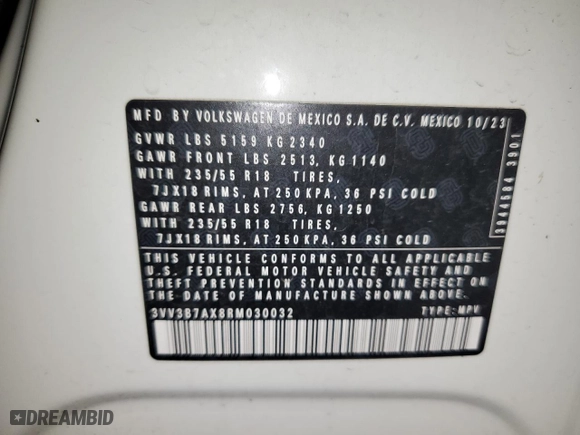 MFD BY VOLKSWAGEN DE MEXICO S.A. DE C.V. MEXICO 10/23
GVWR LBS 5159 KG 2340
GAWR FRONT LBS 2513, KG 1140
WITH 235/55 R18 TIRES,
7JX18 RIMS, AT 250 KPA, 36 PSI COLD
GAWR REAR LBS 2756, KG 1250
WITH 235/55 R18 TIRES,
7JX18 RIMS, AT 250 KPA, 36 PSI COLD
THIS VEHICLE CONFORMS TO ALL APPLICABLE
U.S. FEDERAL MOTOR VEHICLE SAFETY AND
THEFT PREVENTION STANDARDS IN EFFECT ON
THE DATE OF MANUFACTURE SHOWN ABOVE
3VV3B7AX8RM030032 TYPE: MPV
3901
DREAMBID